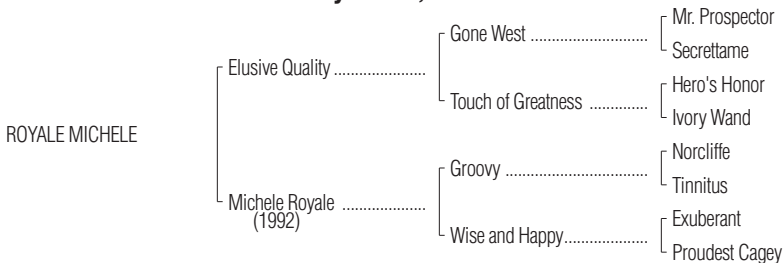 Mr. Prospector
Gone West ..............................
Secrettame
Elusive Quality .......................
Hero's Honor
Touch of Greatness ...............
Ivory Wand
ROYALE MICHELE
Norcliffe
Groovy ....................................
Tinnitus
Michele Royale .....................
(1992)
Exuberant
Wise and Happy.....................
Proudest Cagey